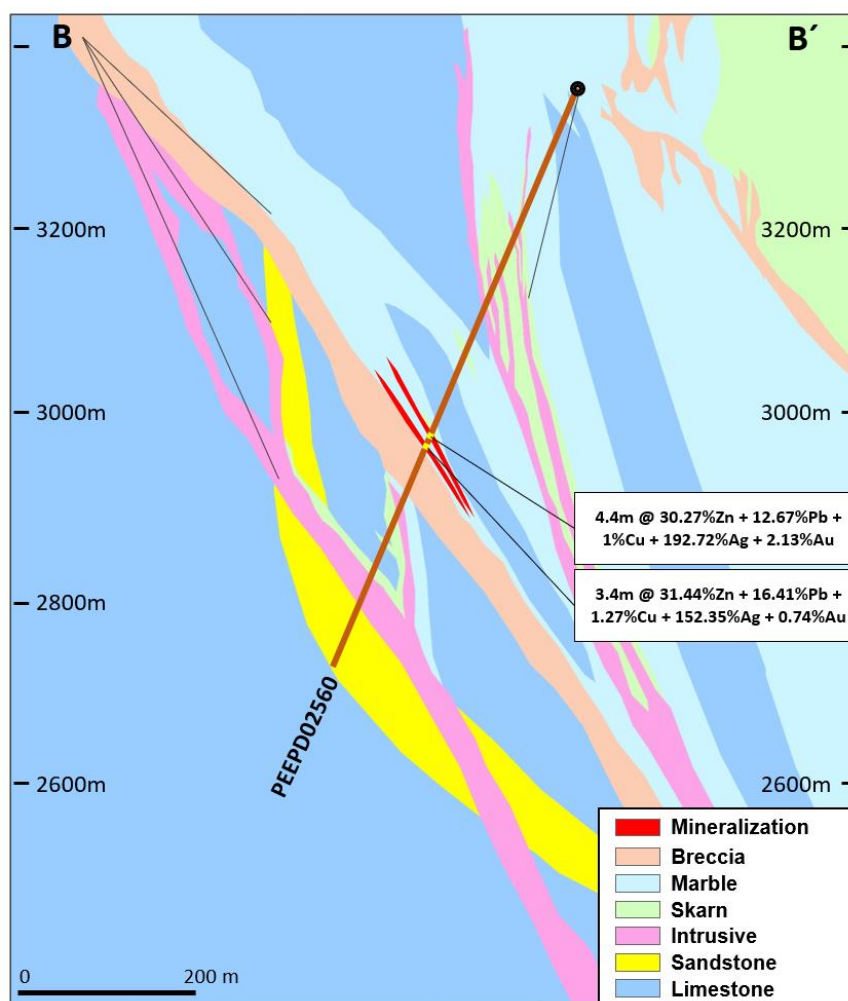 B
B´
3200m
3200m
3000m
3000m
4.4m @ 30.27%Zn + 12.67%Pb +
1%Cu + 192.72%Ag + 2.13%Au
3.4m @ 31.44%Zn + 16.41%Pb +
1.27%Cu + 152.35%Ag + 0.74%Au
2800m
PEEPD02560
2600m
2600m
Mineralization
Breccia
Marble
Skarn
Intrusive
Sandstone
Limestone
0
200 m